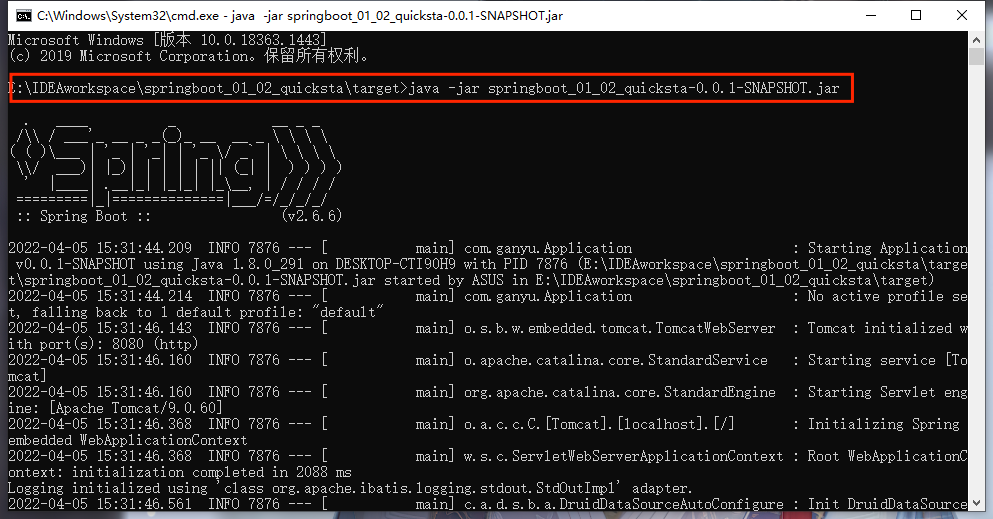 C:\Windows\System32\cmd.exe - java -jar springboot_01_02_quicksta-0.0.1-SNAPSHOT.jar
Microsoft Windows [版本 10.0.18363.1443]
(c) 2019 Microsoft Corporation。保留所有权利。
E:\IDEAworkspace\springboot_01_02_quicksta\target>java -jar springboot_01_02_quicksta-0.0.1-SNAPSHOT.jar
Spring
:: Spring Boot :: (v2.6.6)
2022-04-05 15:31:44.209 INFO 7876 --- [ main] com.ganyu.Application : Starting Application
v0.0.1-SNAPSHOT using Java 1.8.0_291 on DESKTOP-CTI90H9 with PID 7876 (E:\IDEAworkspace\springboot_01_02_quicksta\targe
t\springboot_01_02_quicksta-0.0.1-SNAPSHOT.jar started by ASUS in E:\IDEAworkspace\springboot_01_02_quicksta\target)
2022-04-05 15:31:44.214 INFO 7876 --- [ main] com.ganyu.Application : No active profile se
t, falling back to 1 default profile: "default"
2022-04-05 15:31:46.143 INFO 7876 --- [ main] o.s.b.w.embedded.tomcat.TomcatWebServer : Tomcat initialized w
ith port(s): 8080 (http)
2022-04-05 15:31:46.160 INFO 7876 --- [ main] o.apache.catalina.core.StandardService : Starting service [To
mcat]
2022-04-05 15:31:46.160 INFO 7876 --- [ main] org.apache.catalina.core.StandardEngine : Starting Servlet eng
ine: [Apache Tomcat/9.0.60]
2022-04-05 15:31:46.368 INFO 7876 --- [ main] o.a.c.c.C.[Tomcat].[localhost].[/] : Initializing Spring
embedded WebApplicationContext
2022-04-05 15:31:46.368 INFO 7876 --- [ main] w.s.c.ServletWebServerApplicationContext : Root WebApplicationC
ontext: initialization completed in 2088 ms
Logging initialized using 'class org.apache.ibatis.logging.stdout.StdOutImpl' adapter.
2022-04-05 15:31:46.561 INFO 7876 --- [ main] c.a.d.s.b.a.DruidDataSourceAutoConfigure : Init DruidDataSource